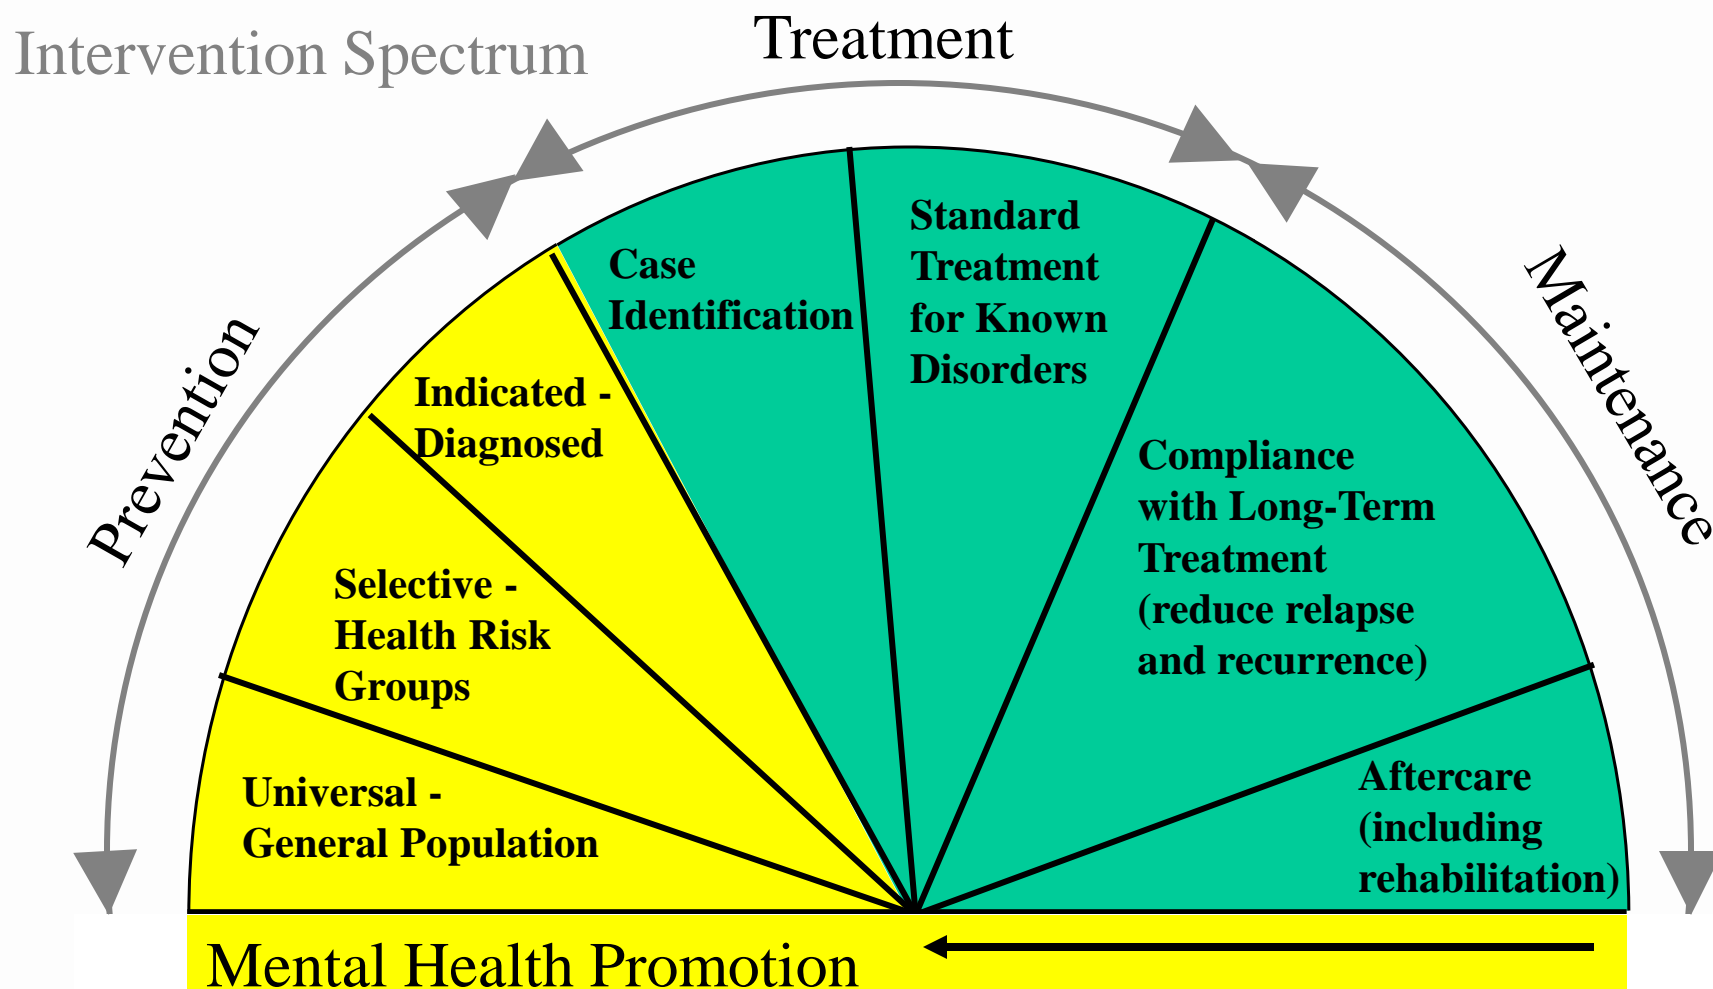 Intervention Spectrum
Treatment
Prevention
Maintenance
Universal -
General Population
Selective -
Health Risk
Groups
Indicated -
Diagnosed
Case
Identification
Standard
Treatment
for Known
Disorders
Compliance
with Long-Term
Treatment
(reduce relapse
and recurrence)
Aftercare
(including
rehabilitation)
Mental Health Promotion